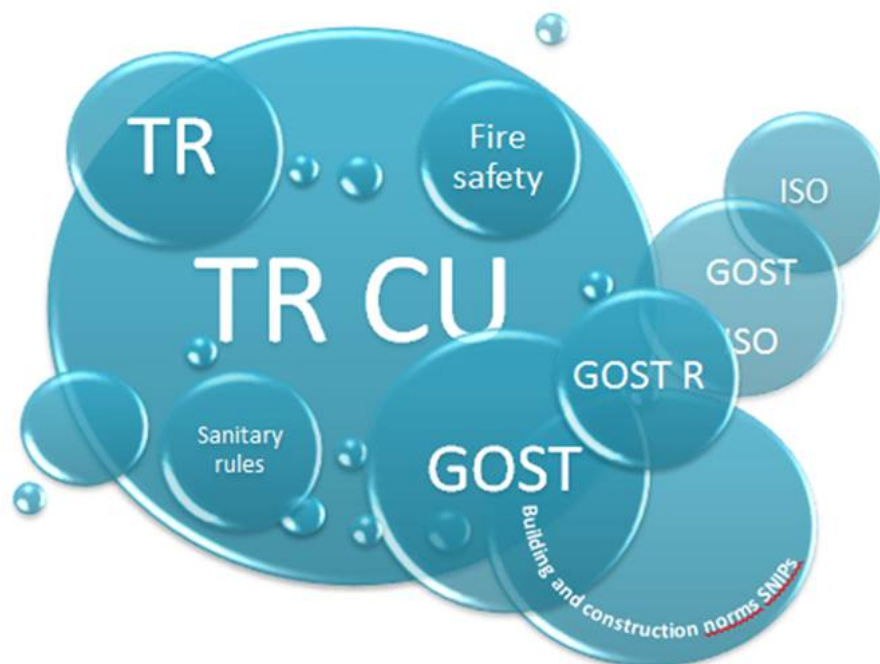 TR
Fire
safety
ISO
TR CU
GOST
ISO
GOST R
Sanitary
rules
GOST
Building and construction norms SNIPs